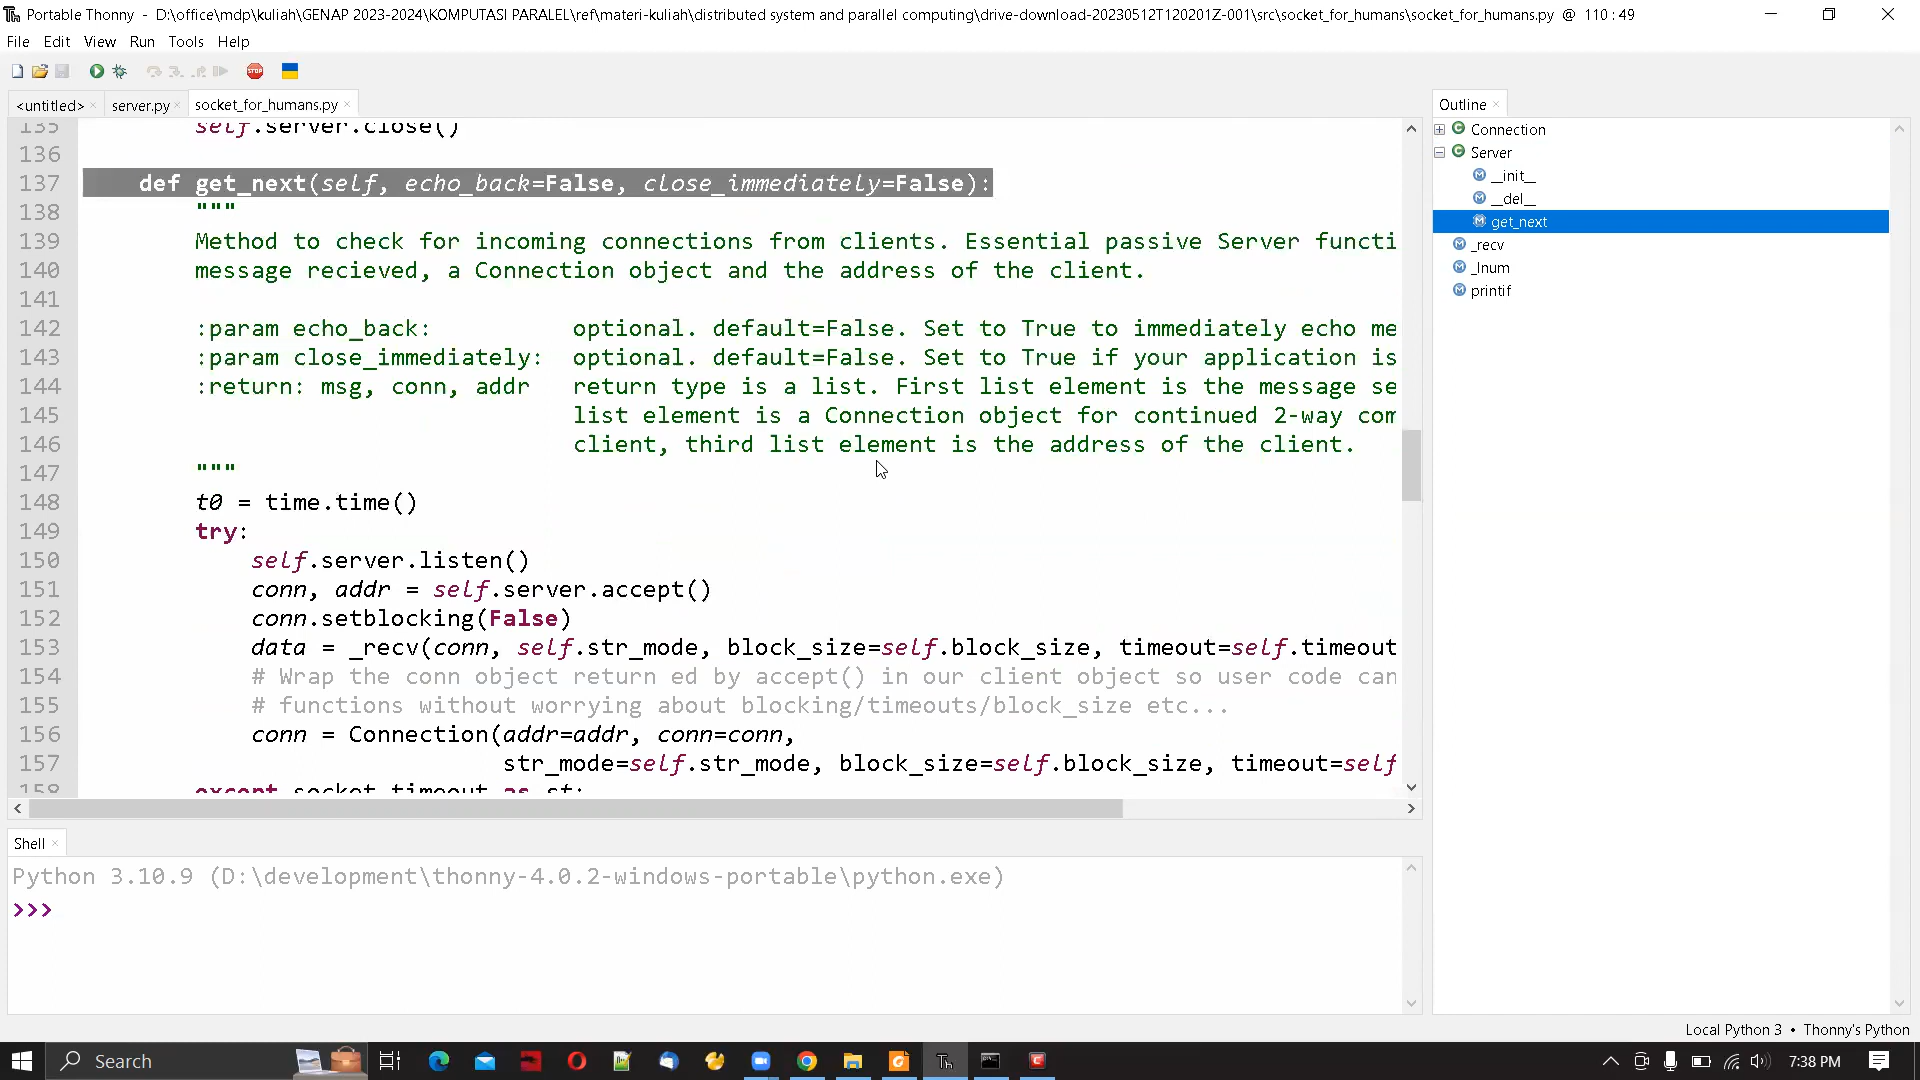 Portable Thonny - D:\office\mdp\kuliah\GENAP 2023-2024\KOMPUTASI PARALEL\ref\materi-kuliah\distributed system and parallel computing\drive-download-20230512T120201Z-001\src\socket_for_humans\socket_for_humans.py @ 110 : 49
File Edit View Run Tools Help
STOP
<untitled> server.py socket_for_humans.py
135 self.server.close()
136
137 def get_next(self, echo_back=False, close_immediately=False):
138 """
139 Method to check for incoming connections from clients. Essential passive Server functi
140 message recieved, a Connection object and the address of the client.
141
142 :param echo_back: optional. default=False. Set to True to immediately echo me
143 :param close_immediately: optional. default=False. Set to True if your application is
144 :return: msg, conn, addr return type is a list. First list element is the message se
145 list element is a Connection object for continued 2-way com
146 client, third list element is the address of the client.
147 """
148 t0 = time.time()
149 try:
150 self.server.listen()
151 conn, addr = self.server.accept()
152 conn.setblocking(False)
153 data = _recv(conn, self.str_mode, block_size=self.block_size, timeout=self.timeout
154 # Wrap the conn object return ed by accept() in our client object so user code can
155 # functions without worrying about blocking/timeouts/block_size etc...
156 conn = Connection(addr=addr, conn=conn,
157 str_mode=self.str_mode, block_size=self.block_size, timeout=self
158 except socket.timeout as st:
Outline
Connection
Server
__init__
__del__
get_next
_recv
_lnum
printif
Shell
Python 3.10.9 (D:\development\thonny-4.0.2-windows-portable\python.exe)
>>>
Local Python 3 • Thonny's Python
Search
Th
7:38 PM